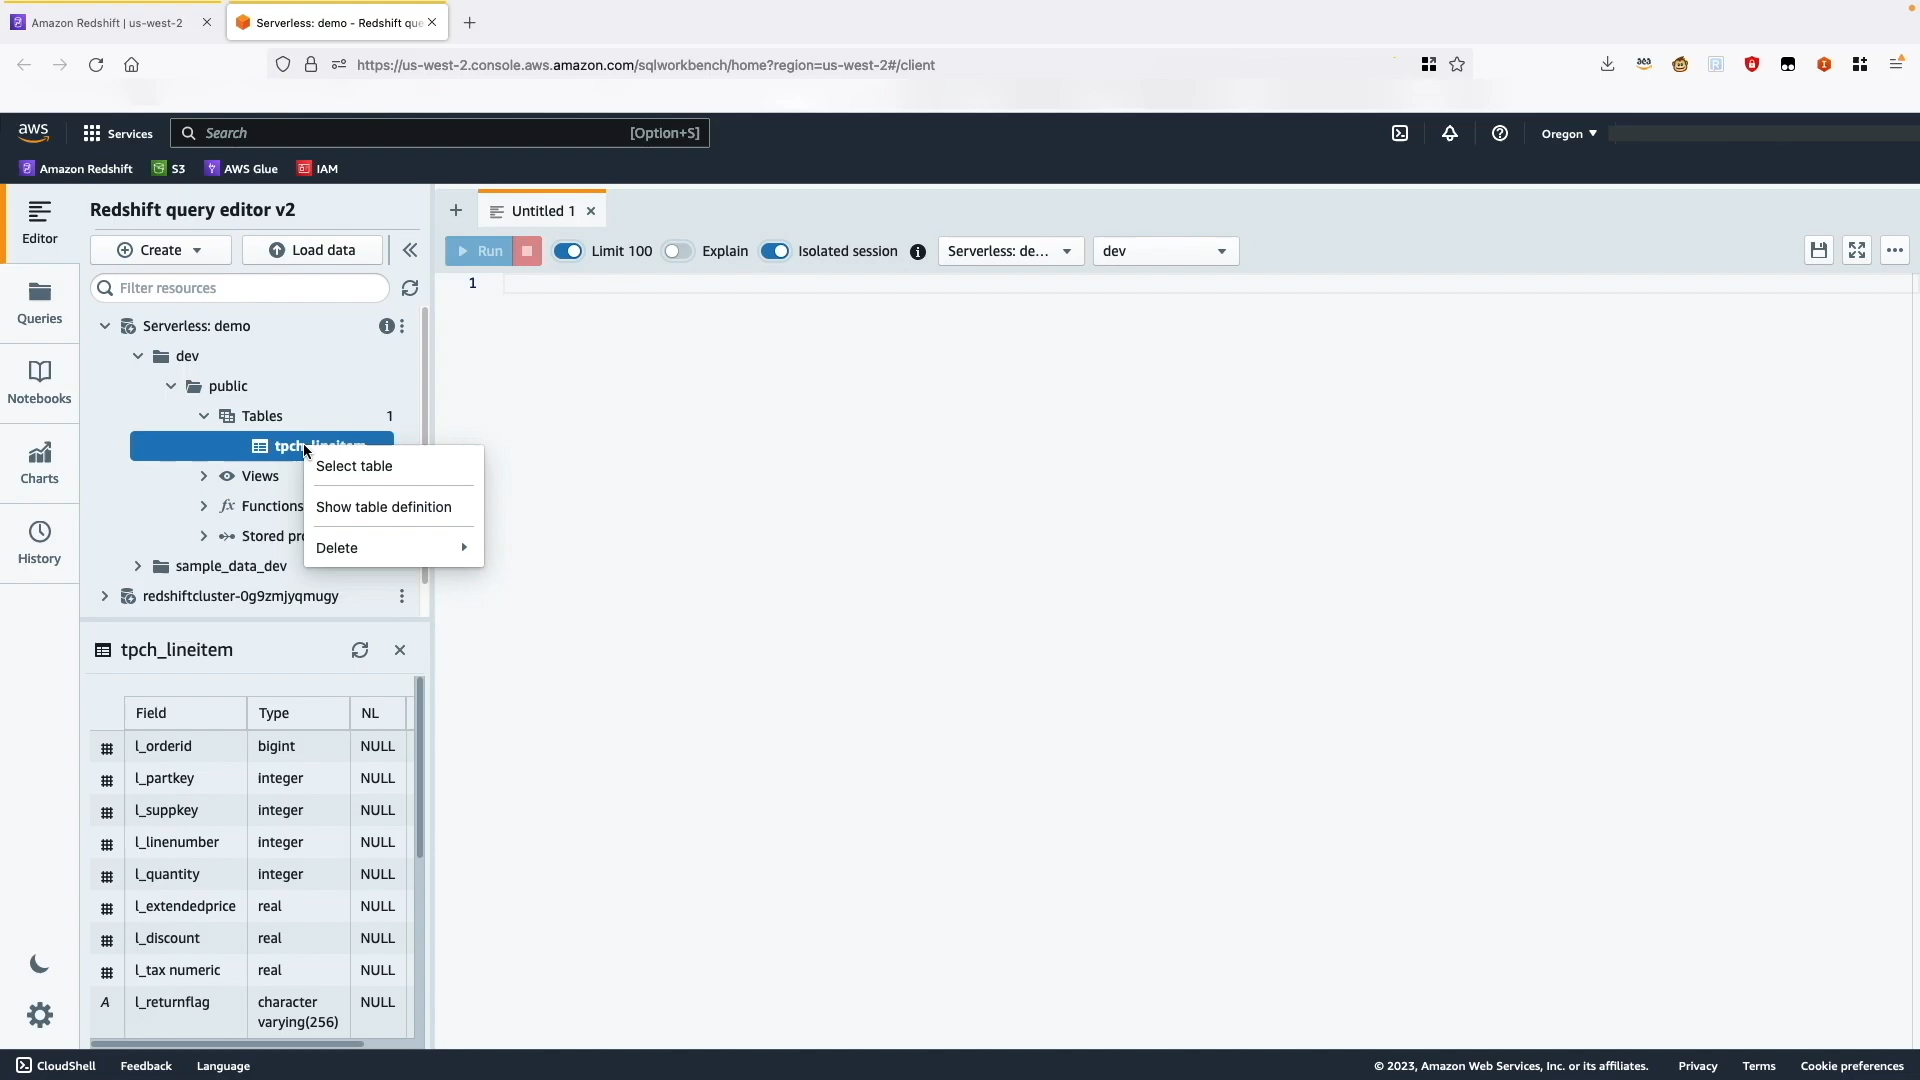 Amazon Redshift | us-west-2
Serverless: demo - Redshift que
https://us-west-2.console.aws.amazon.com/sqlworkbench/home?region=us-west-2#/client
aws
Services
Search
[Option+S]
Oregon
Amazon Redshift
S3
AWS Glue
IAM
Editor
Queries
Notebooks
Charts
History
Redshift query editor v2
Create
Load data
Filter resources
Serverless: demo
dev
public
Tables 1
Views
Functions
sample_data_dev
redshiftcluster-0g9zmjyqmugy
Select table
Show table definition
Delete
Untitled 1
Run
Limit 100
Explain
Isolated session
Serverless: de...
dev
1
tpch_lineitem
Field Type NL
l_orderid bigint NULL
l_partkey integer NULL
l_suppkey integer NULL
l_linenumber integer NULL
l_quantity integer NULL
l_extendedprice real NULL
l_discount real NULL
l_tax numeric real NULL
A l_returnflag character varying(256) NULL
CloudShell
Feedback
Language
© 2023, Amazon Web Services, Inc. or its affiliates.
Privacy
Terms
Cookie preferences